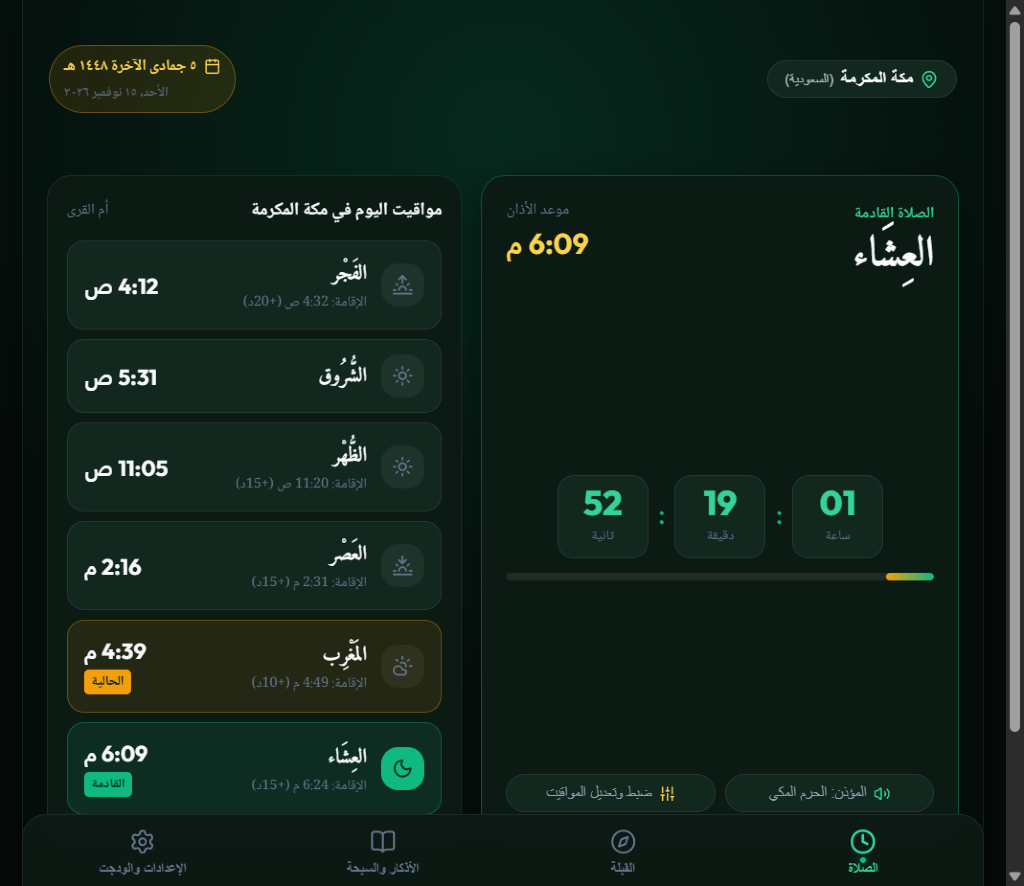 مكة المكرمة (السعودية)
٥ جمادى الآخرة ١٤٤٨ هـ
الأحد، ١٥ نوفمبر ٢٠٢٦
الصلاة القادمة
العِشَاء
موعد الأذان
6:09 م
01
ساعة
:
19
دقيقة
:
52
ثانية
المؤذن: الحرم المكي
ضبط وتعديل المواقيت
مواقيت اليوم في مكة المكرمة
أم القرى
الفَجْر
الإقامة: 4:32 ص (+20د)
4:12 ص
الشُّرُوق
5:31 ص
الظُّهْر
الإقامة: 11:20 ص (+15د)
11:05 ص
العَصْر
الإقامة: 2:31 م (+15د)
2:16 م
المَغْرِب
الإقامة: 4:49 م (+10د)
4:39 م
الحالية
العِشَاء
الإقامة: 6:24 م (+15د)
6:09 م
القادمة
الصلاة
القبلة
الأذكار والسبحة
الإعدادات والودجت